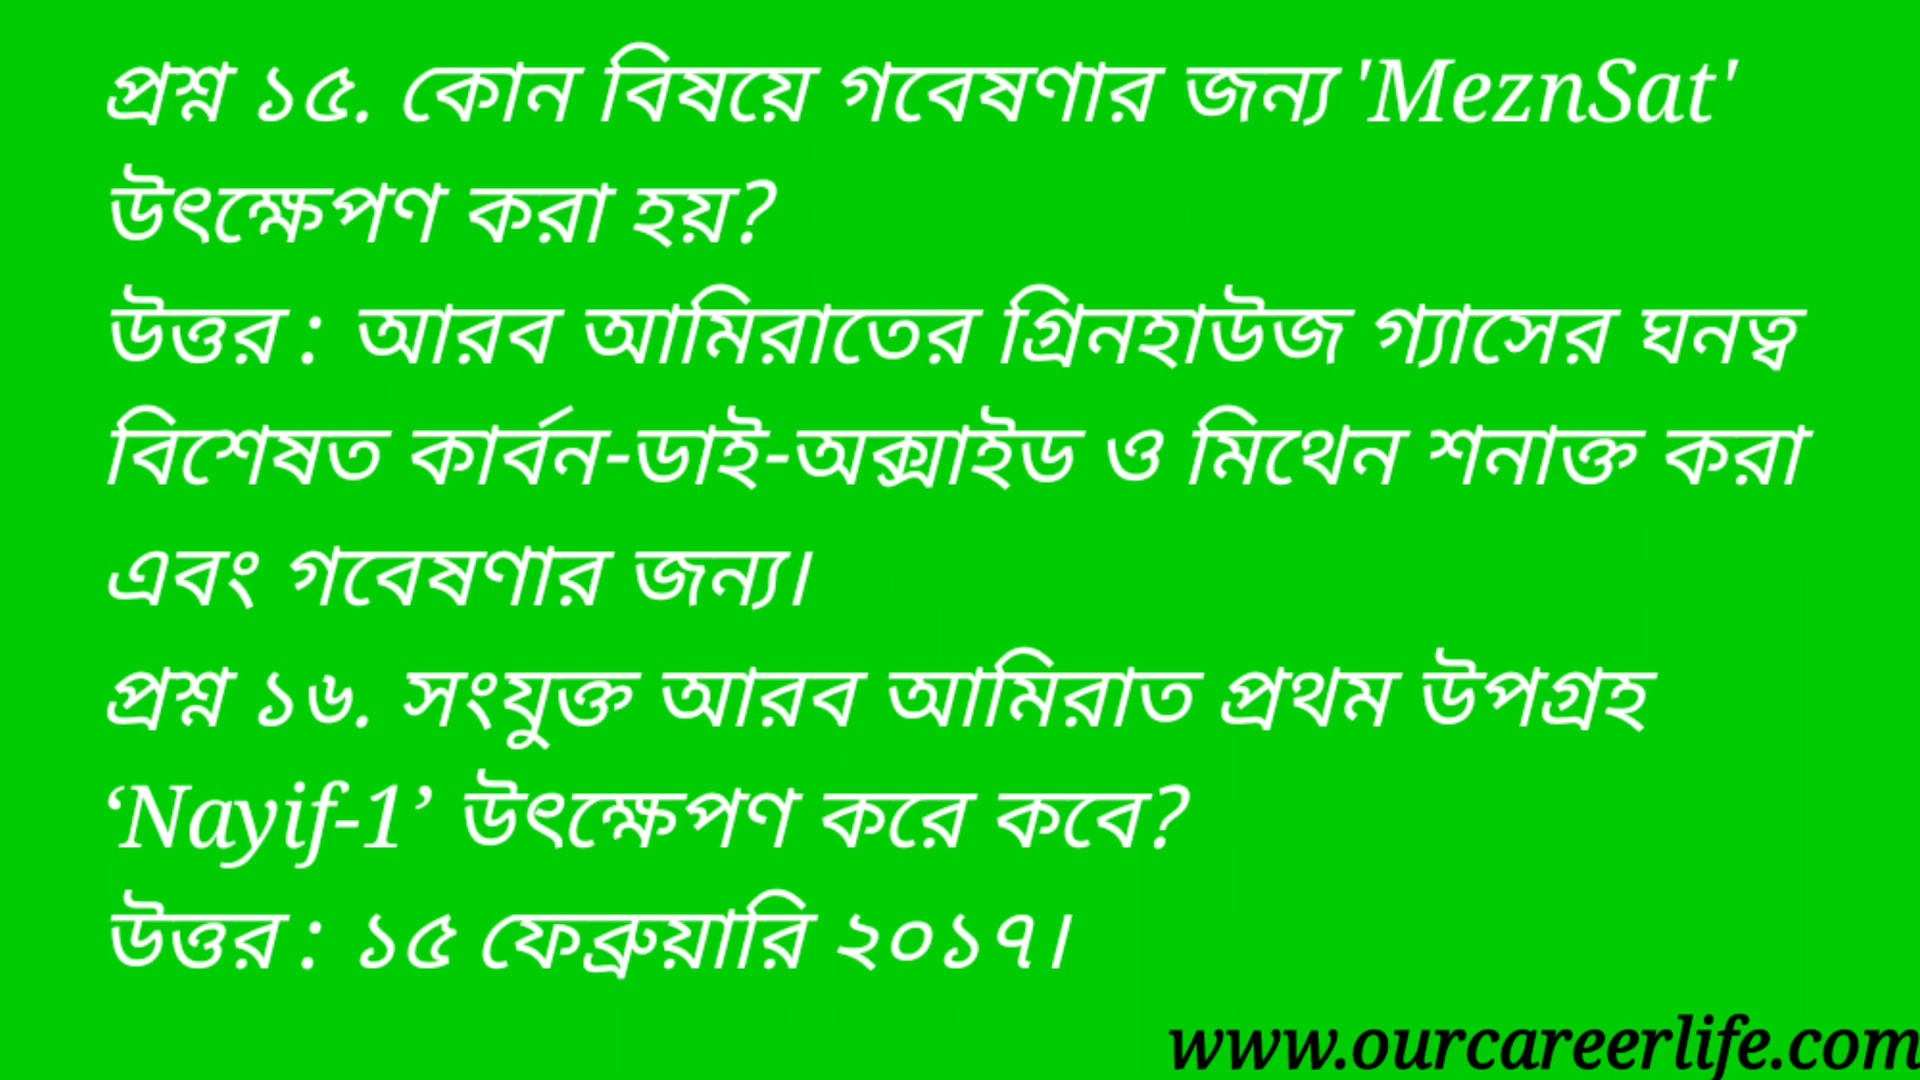 প্রশ্ন ১৫. কোন বিষয়ে গবেষণার জন্য 'MeznSat'
উৎক্ষেপণ করা হয়?
উত্তর : আরব আমিরাতের গ্রিনহাউজ গ্যাসের ঘনত্ব
বিশেষত কার্বন-ডাই-অক্সাইড ও মিথেন শনাক্ত করা
এবং গবেষণার জন্য।
প্রশ্ন ১৬. সংযুক্ত আরব আমিরাত প্রথম উপগ্রহ
‘Nayif-1’ উৎক্ষেপণ করে কবে?
উত্তর : ১৫ ফেব্রুয়ারি ২০১৭।
www.ourcareerlife.com